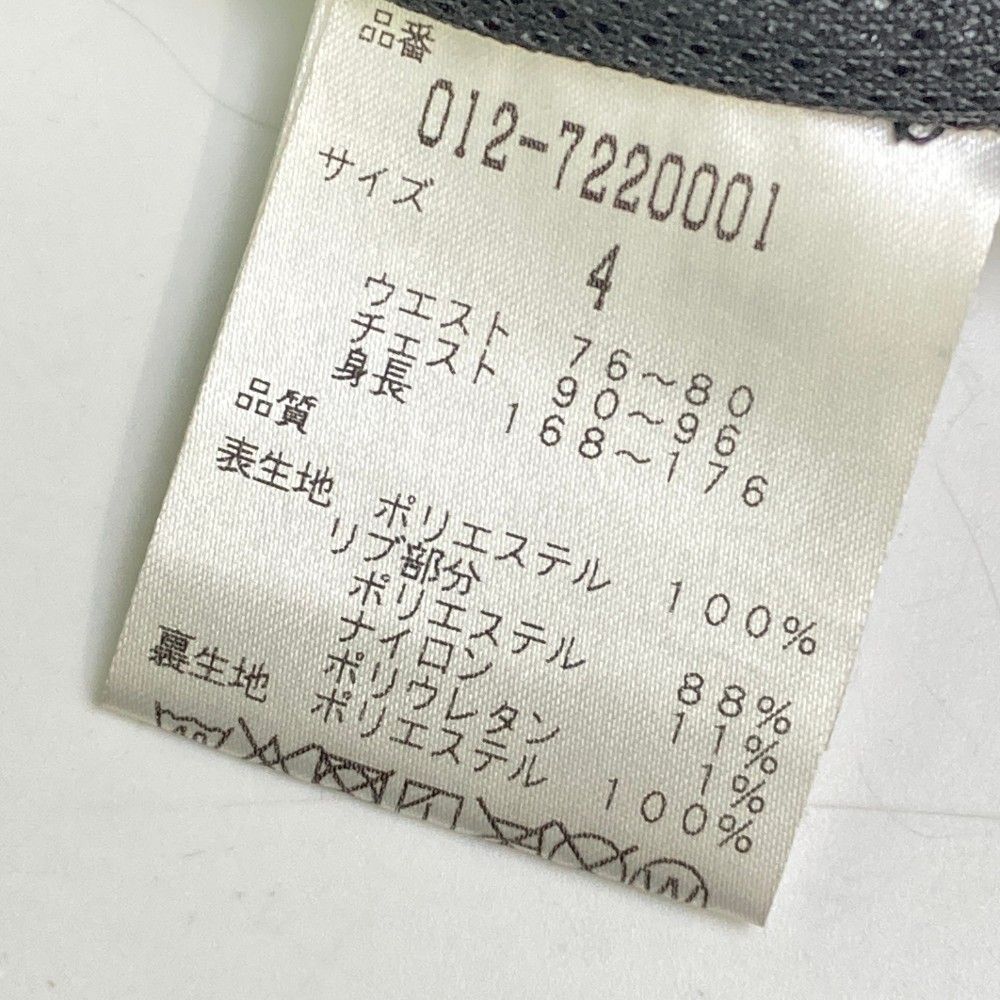 品番
012-7220001
サイズ
4
ウエスト 76～80
チェスト 90～96
身長 168～176
品質
表生地 ポリエステル 100%
リブ部分
ポリエステル 88%
ナイロン 11%
ポリウレタン 1%
裏生地 ポリエステル 100%